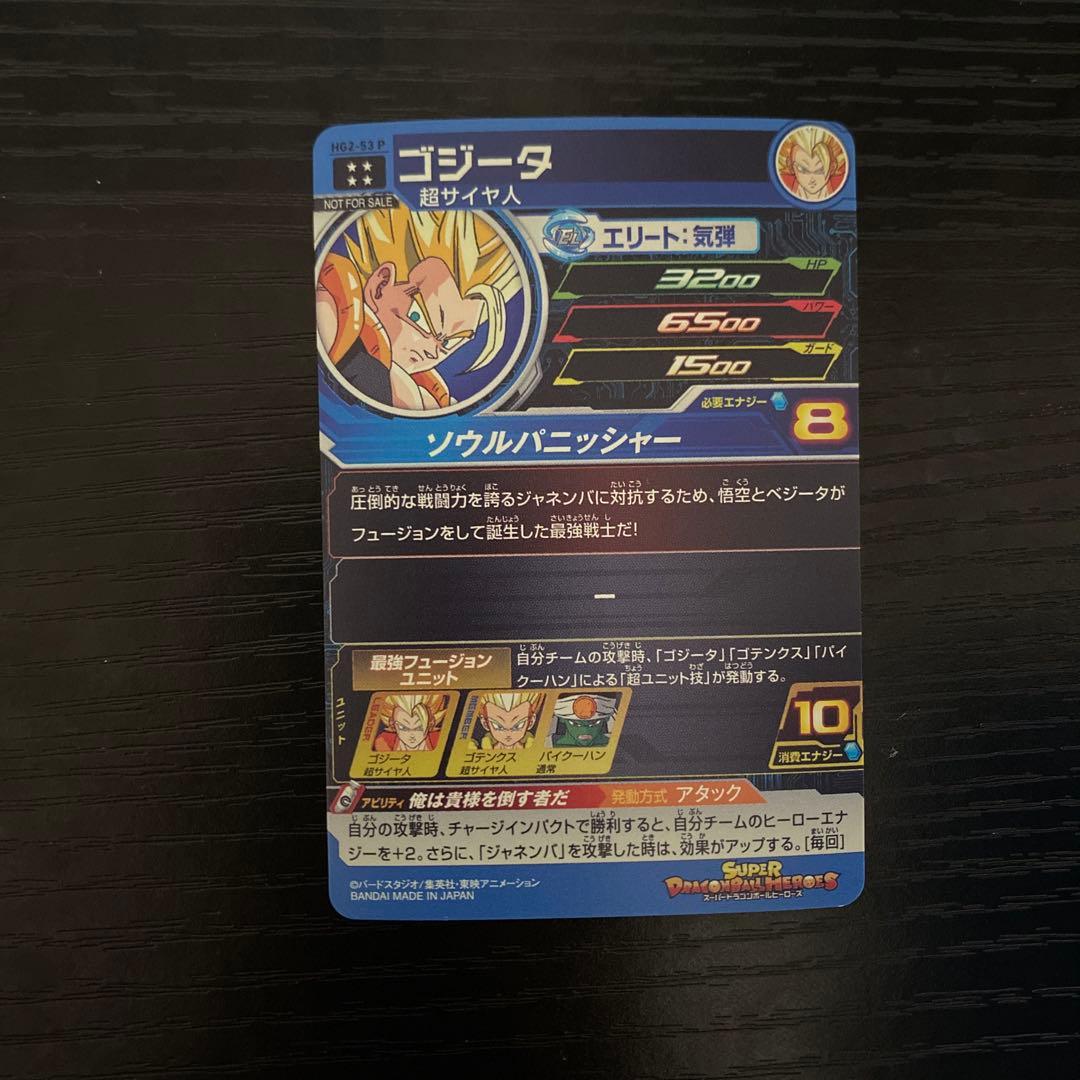 HG2-53 P
ゴジータ
超サイヤ人
NOT FOR SALE
EL
エリート:気弾
HP
3200
パワー
6500
ガード
1500
必要エナジー
8
ソウルパニッシャー
圧倒的な戦闘力を誇るジャネンバに対抗するため、悟空とベジータが
フュージョンをして誕生した最強戦士だ!
ー
最強フュージョン
ユニット
自分チームの攻撃時、「ゴジータ」「ゴテンクス」「バイ
クーハン」による「超ユニット技」が発動する。
ユニット
LEADER
ゴジータ
超サイヤ人
MEMBER
ゴテンクス
超サイヤ人
パイクーハン
通常
10
消費エナジー
アビリティ 俺は貴様を倒す者だ 発動方式 アタック
自分の攻撃時、チャージインパクトで勝利すると、自分チームのヒーローエナ
ジーを+2。さらに、「ジャネンバ」を攻撃した時は、効果がアップする。[毎回]
©バードスタジオ/集英社・東映アニメーション
BANDAI MADE IN JAPAN
SUPER
DRAGONBALL HEROES
スーパードラゴンボールヒーローズ